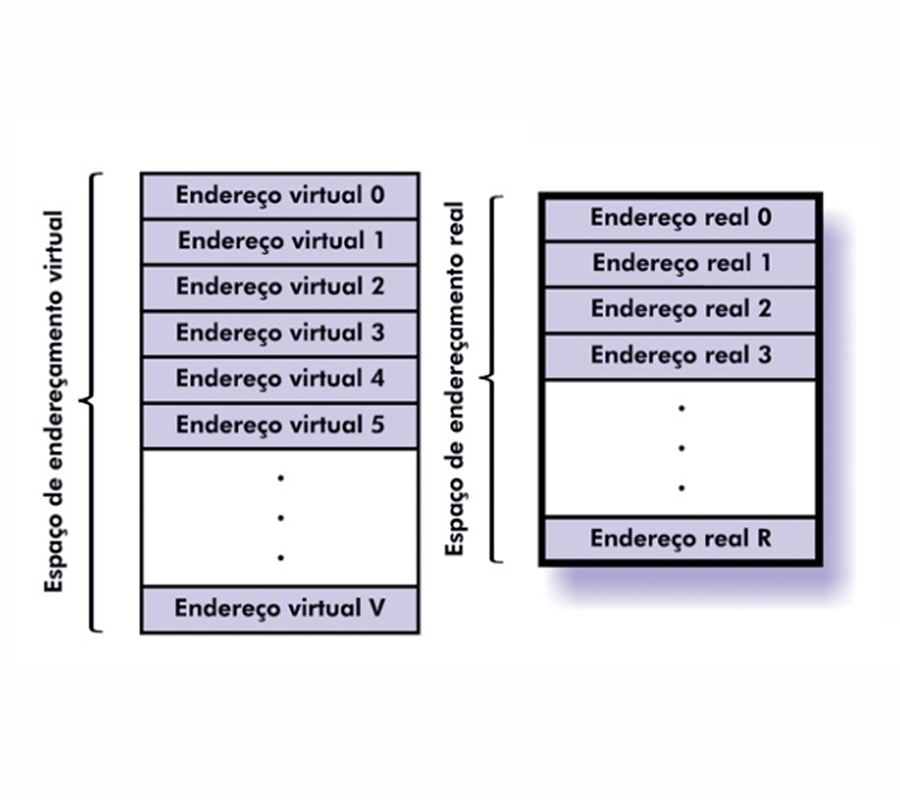 Espaço de endereçamento virtual
Endereço virtual 0
Endereço virtual 1
Endereço virtual 2
Endereço virtual 3
Endereço virtual 4
Endereço virtual 5
Endereço virtual V
Espaço de endereçamento real
Endereço real 0
Endereço real 1
Endereço real 2
Endereço real 3
Endereço real R